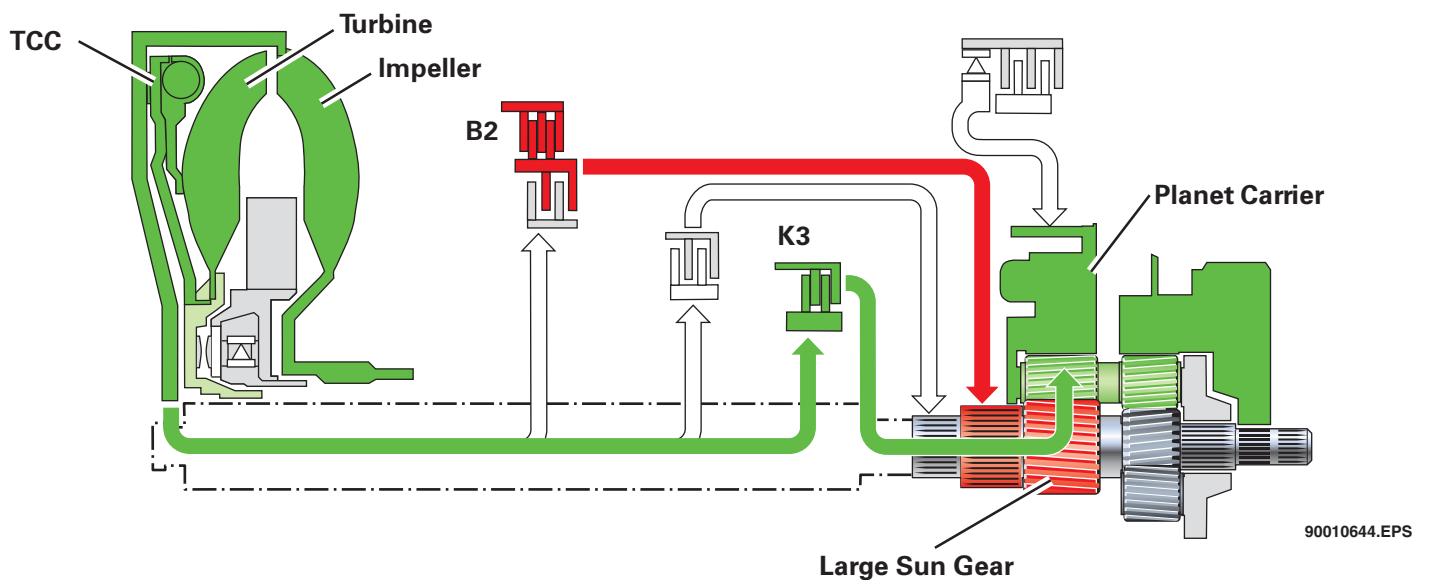 Turbine
TCC
Impeller
B2
Planet Carrier
K3
90010644.EPS
Large Sun Gear